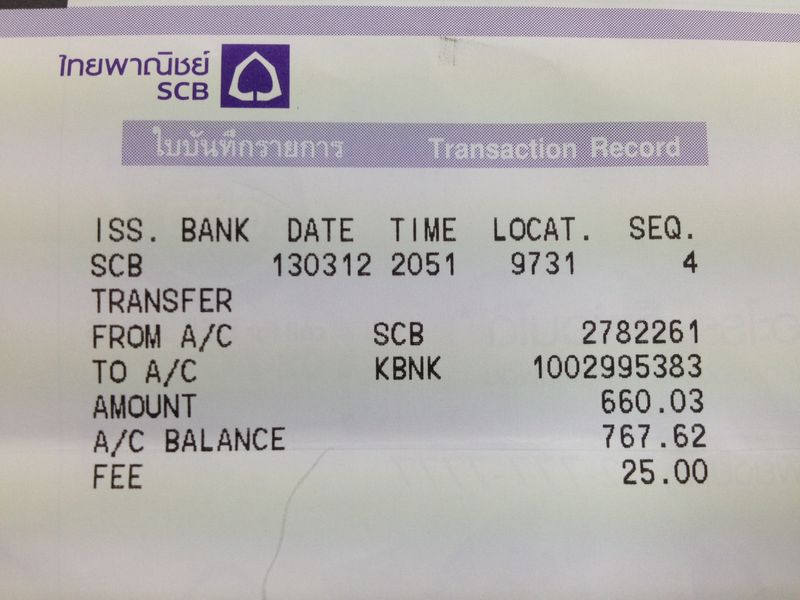 ไทยพาณิชย์
SCB
ใบบันทึกรายการ Transaction Record
ISS. BANK DATE TIME LOCAT. SEQ.
SCB 130312 2051 9731 4
TRANSFER
FROM A/C SCB 2782261
TO A/C KBNK 1002995383
AMOUNT 660.03
A/C BALANCE 767.62
FEE 25.00